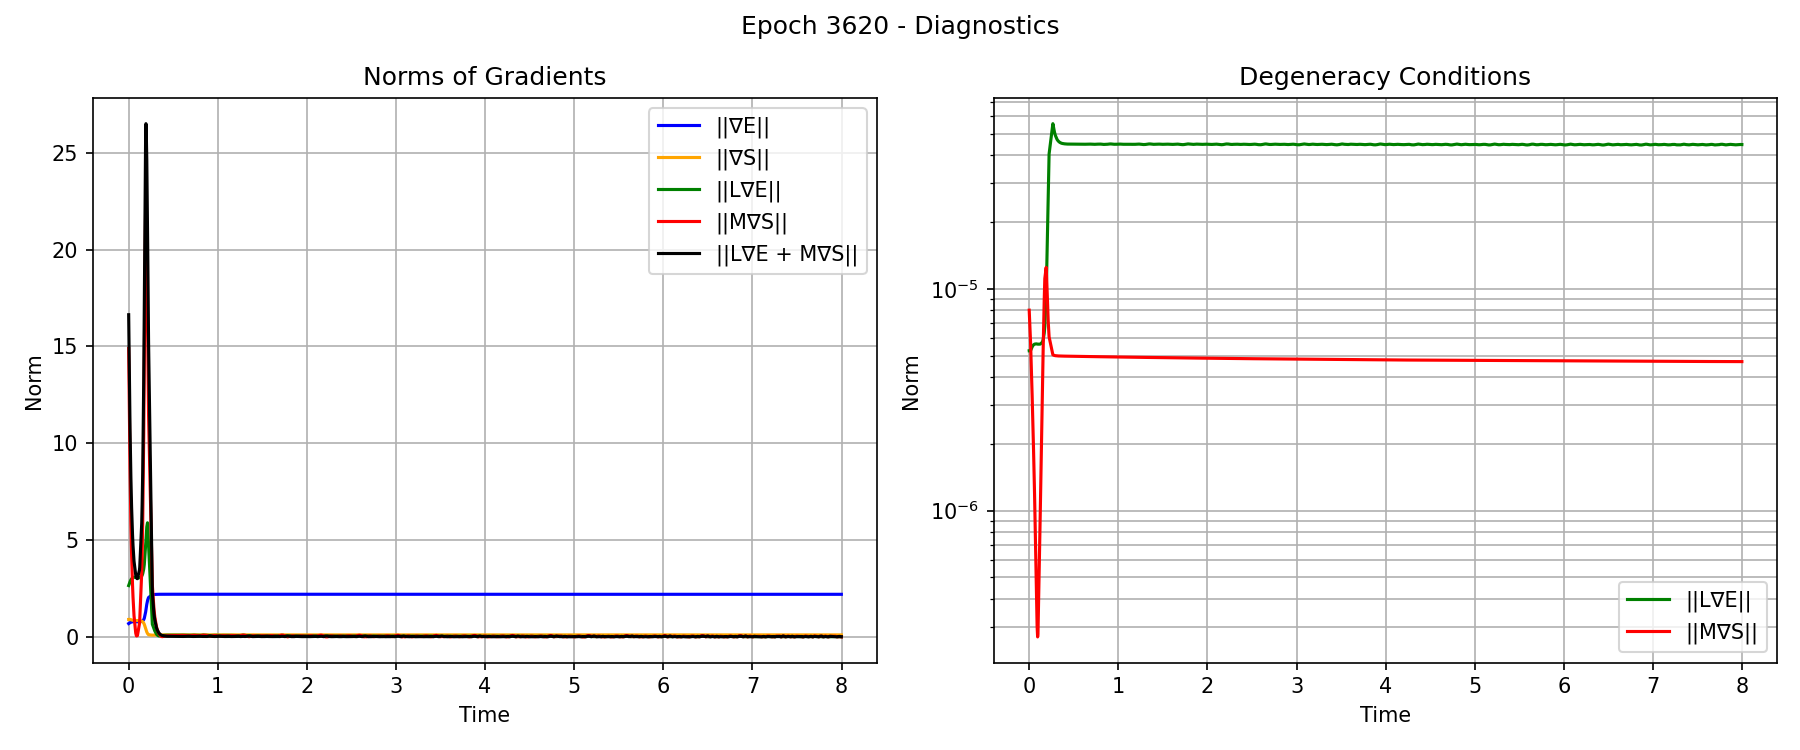 Epoch 3620 - Diagnostics
Norms of Gradients
Norm
25
20
15
10
5
0
0 1 2 3 4 5 6 7 8
Time
||∇E||
||∇S||
||L∇E||
||M∇S||
||L∇E + M∇S||
Degeneracy Conditions
Norm
10⁻⁵
10⁻⁶
0 1 2 3 4 5 6 7 8
Time
||L∇E||
||M∇S||